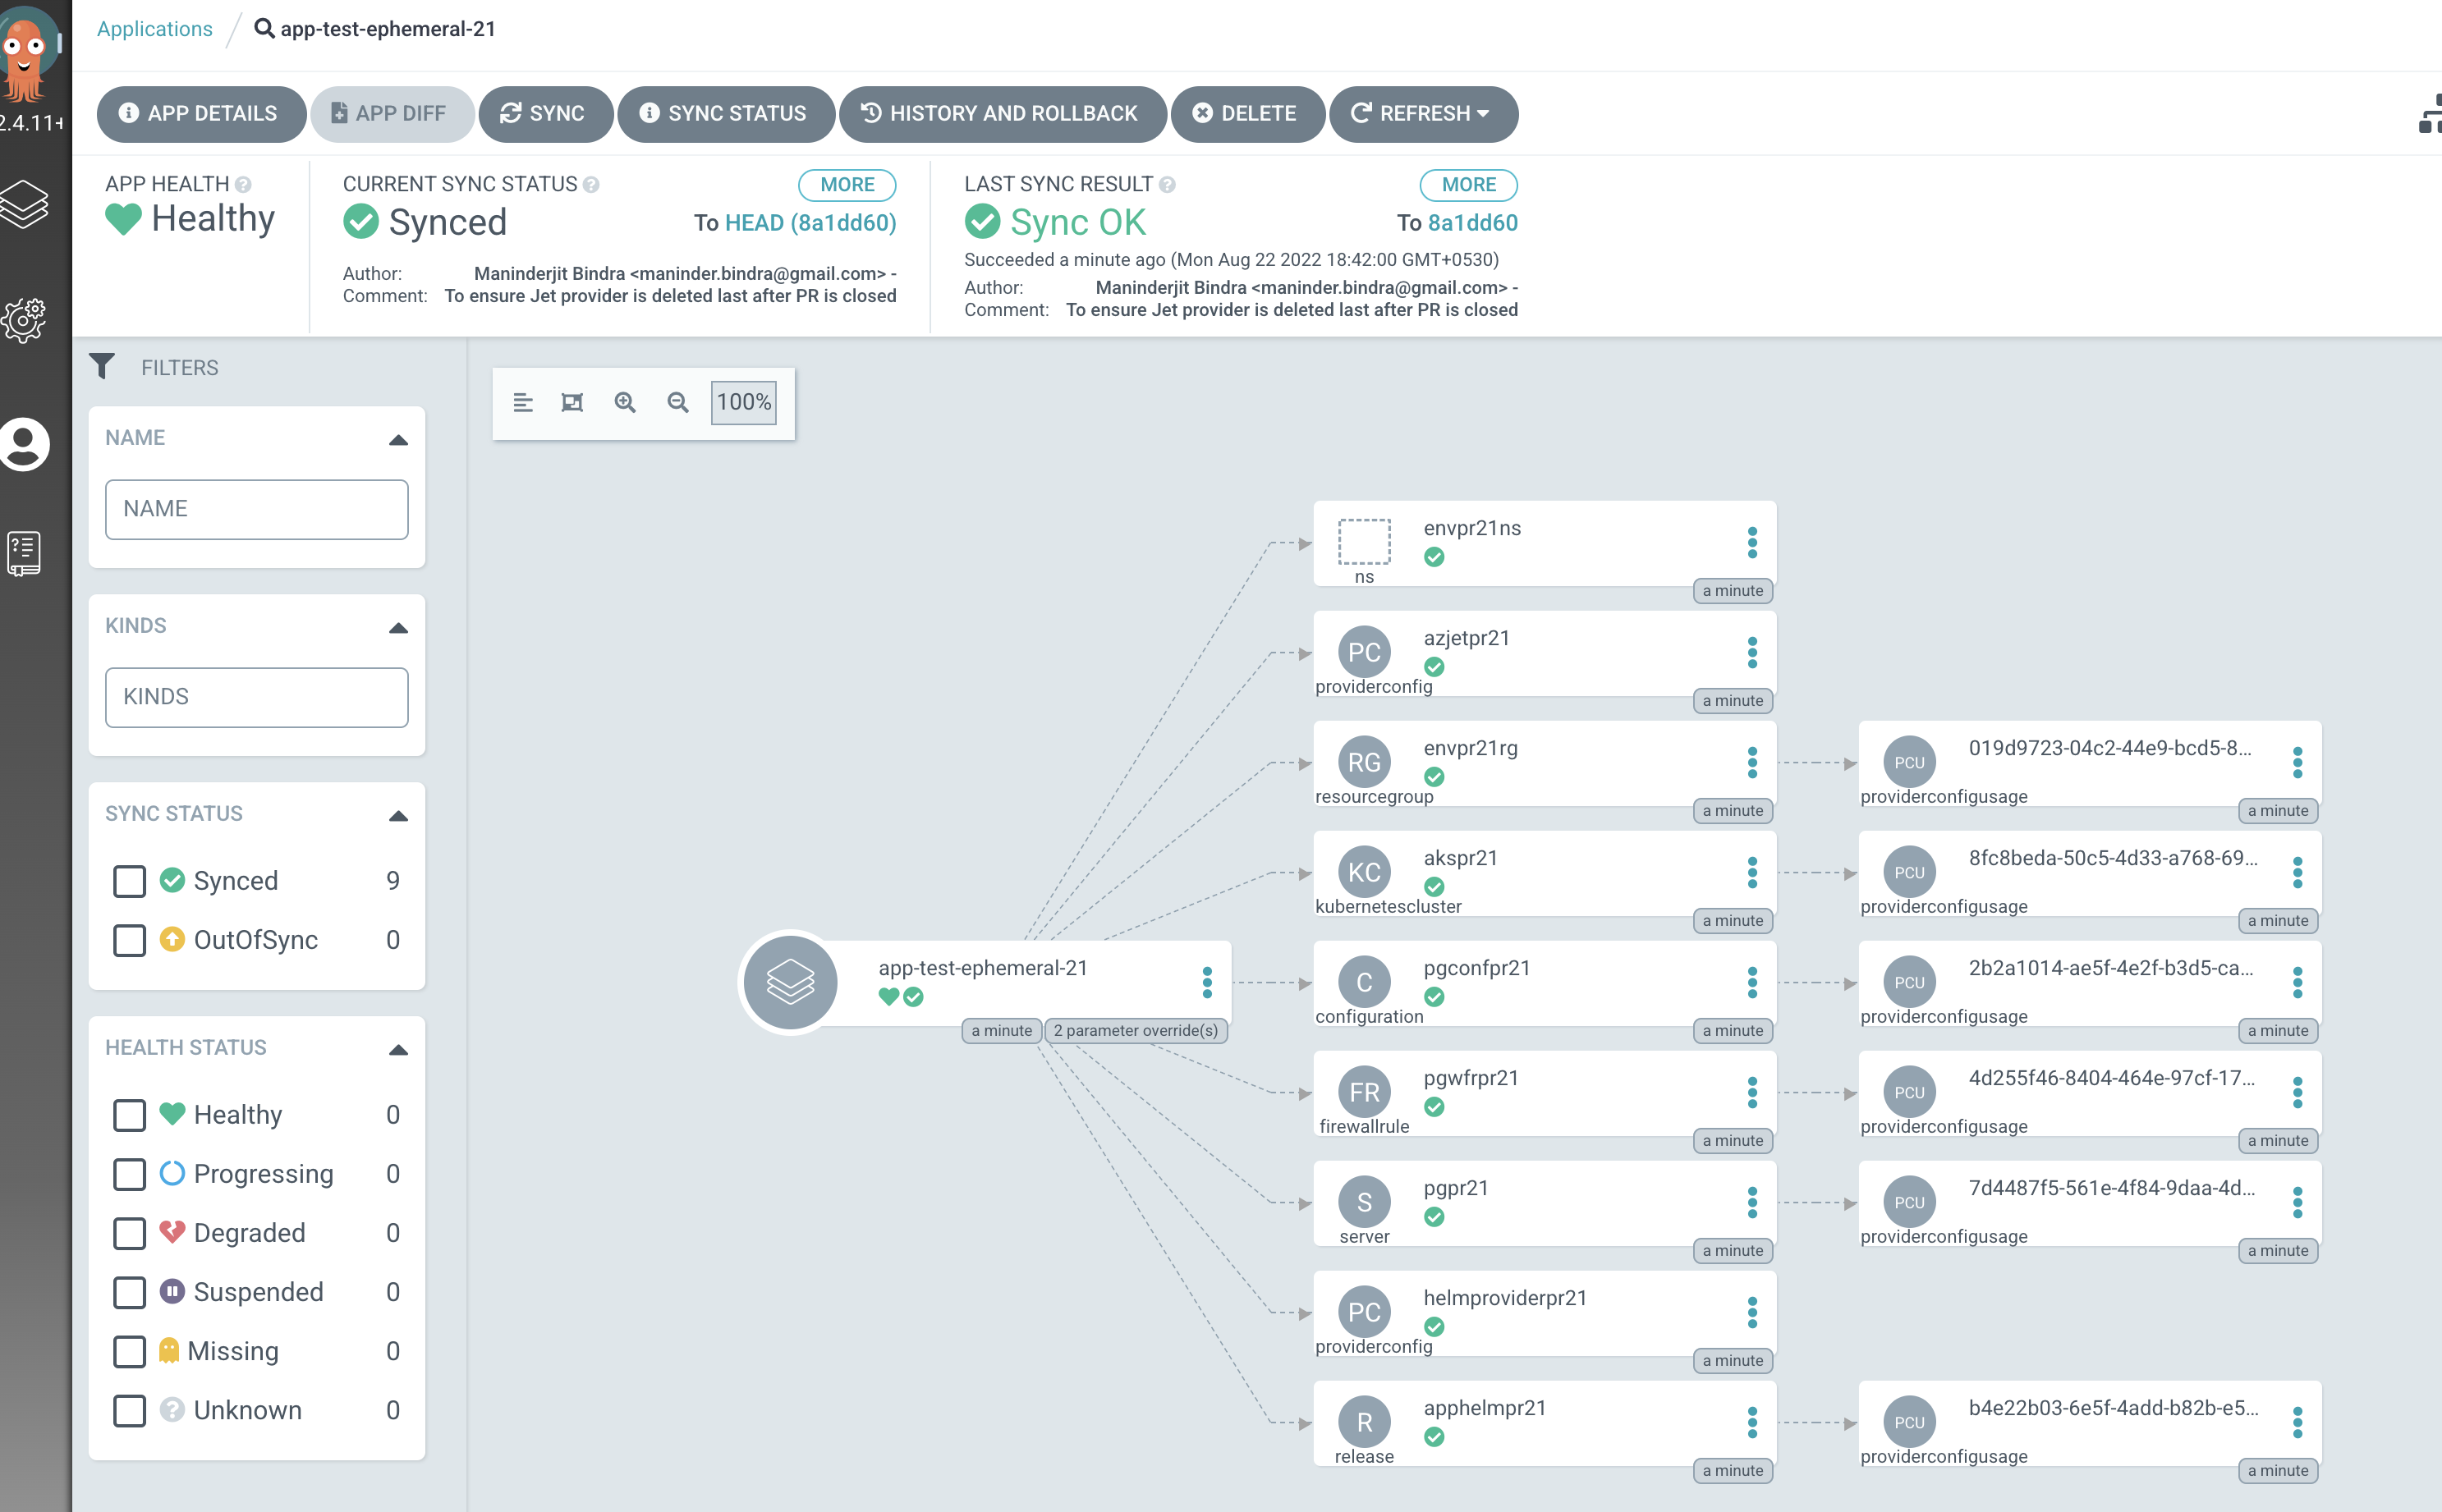 Applications
app-test-ephemeral-21
2.4.11+
APP DETAILS
APP DIFF
SYNC
SYNC STATUS
HISTORY AND ROLLBACK
DELETE
REFRESH
APP HEALTH
Healthy
CURRENT SYNC STATUS
MORE
Synced
To HEAD (8a1dd60)
Author: Maninderjit Bindra <maninder.bindra@gmail.com> -
Comment: To ensure Jet provider is deleted last after PR is closed
LAST SYNC RESULT
MORE
Sync OK
To 8a1dd60
Succeeded a minute ago (Mon Aug 22 2022 18:42:00 GMT+0530)
Author: Maninderjit Bindra <maninder.bindra@gmail.com> -
Comment: To ensure Jet provider is deleted last after PR is closed
FILTERS
NAME
NAME
KINDS
KINDS
SYNC STATUS
Synced 9
OutOfSync 0
HEALTH STATUS
Healthy 0
Progressing 0
Degraded 0
Suspended 0
Missing 0
Unknown 0
100%
app-test-ephemeral-21
a minute
2 parameter override(s)
envpr21ns
ns
a minute
PC
azjetpr21
providerconfig
a minute
RG
envpr21rg
resourcegroup
a minute
PCU
019d9723-04c2-44e9-bcd5-8...
providerconfigusage
a minute
KC
akspr21
kubernetescluster
a minute
PCU
8fc8beda-50c5-4d33-a768-69...
providerconfigusage
a minute
C
pgconfpr21
configuration
a minute
PCU
2b2a1014-ae5f-4e2f-b3d5-ca...
providerconfigusage
a minute
FR
pgwfrpr21
firewallrule
a minute
PCU
4d255f46-8404-464e-97cf-17...
providerconfigusage
a minute
S
pgpr21
server
a minute
PCU
7d4487f5-561e-4f84-9daa-4d...
providerconfigusage
a minute
PC
helmproviderpr21
providerconfig
a minute
R
apphelmpr21
release
a minute
PCU
b4e22b03-6e5f-4add-b82b-e5...
providerconfigusage
a minute